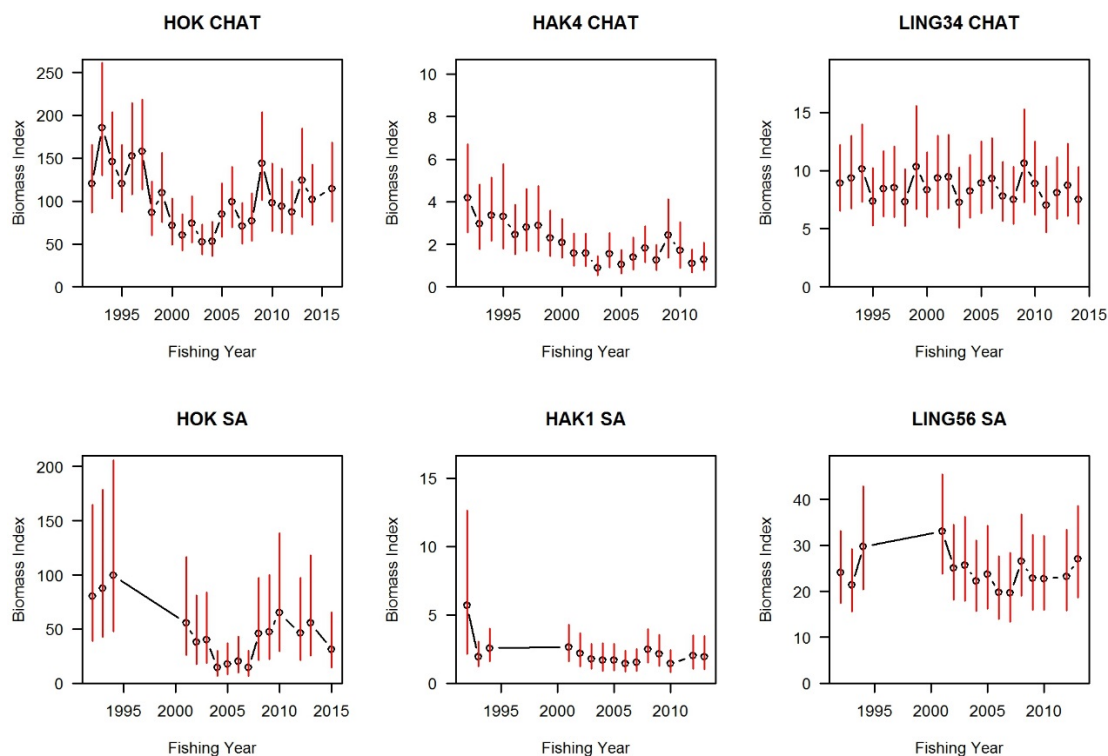 HOK CHAT
Biomass Index
250
200
150
100
50
0
1995 2000 2005 2010 2015
Fishing Year
HAK4 CHAT
Biomass Index
10
8
6
4
2
0
1995 2000 2005 2010
Fishing Year
LING34 CHAT
Biomass Index
15
10
5
0
1995 2000 2005 2010 2015
Fishing Year
HOK SA
Biomass Index
200
150
100
50
0
1995 2000 2005 2010 2015
Fishing Year
HAK1 SA
Biomass Index
15
10
5
0
1995 2000 2005 2010
Fishing Year
LING56 SA
Biomass Index
40
30
20
10
0
1995 2000 2005 2010
Fishing Year